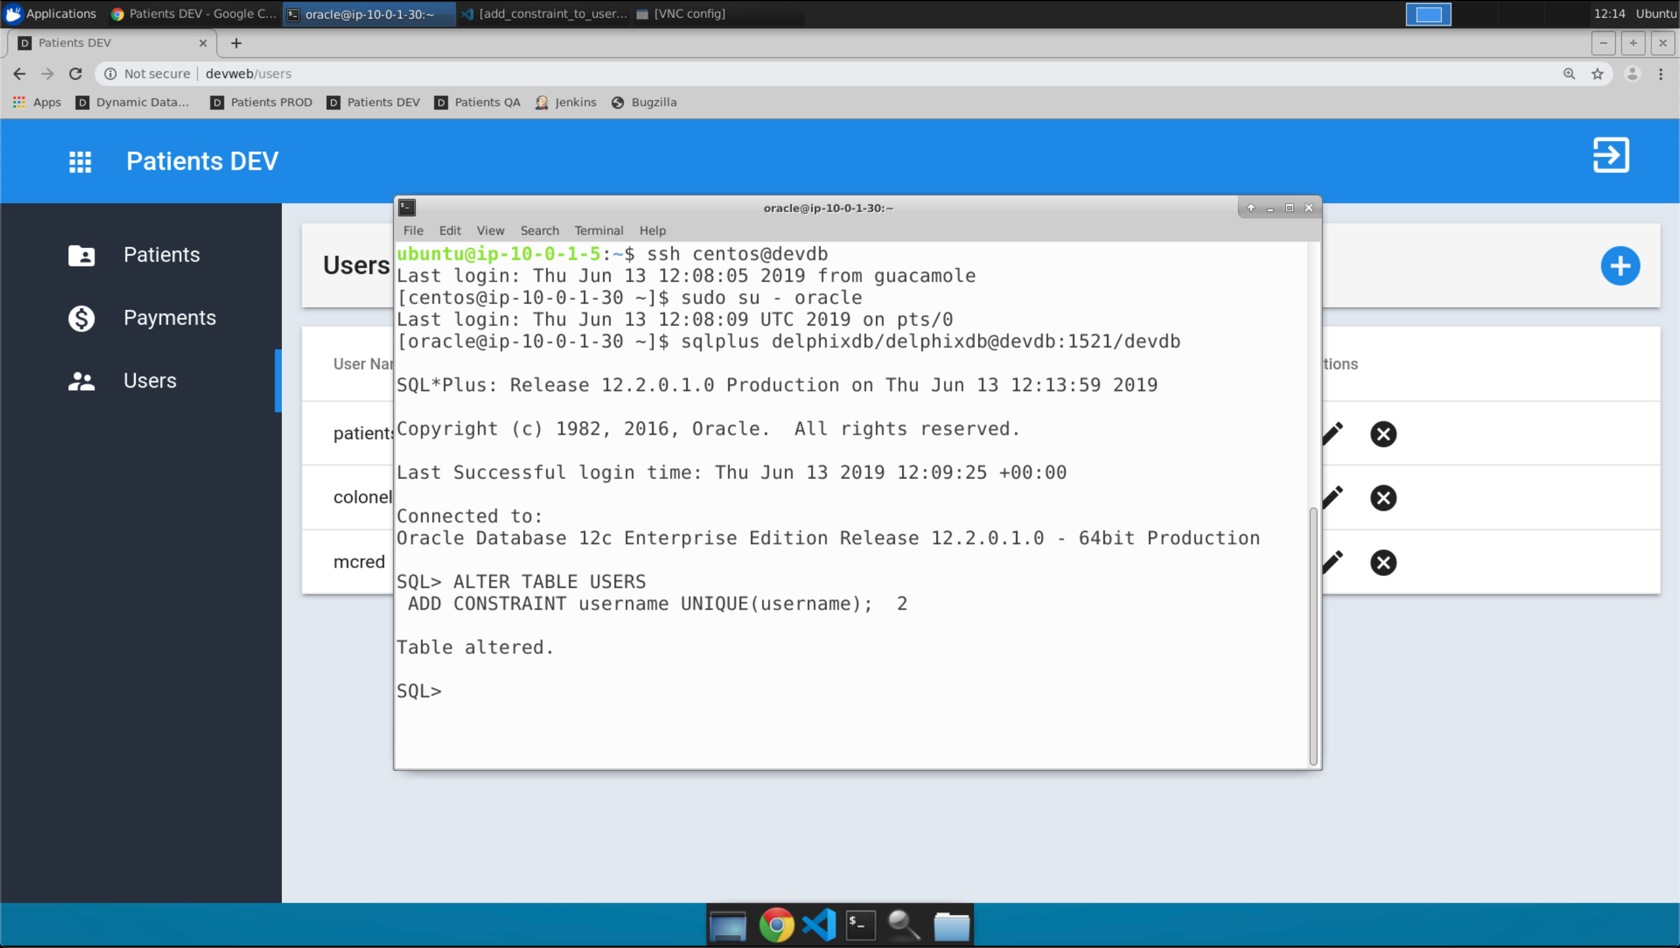 Applications
Patients DEV - Google C...
oracle@ip-10-0-1-30:~
[add_constraint_to_user...
[VNC config]
12:14
Ubuntu
Patients DEV
Not secure
devweb/users
Apps
Dynamic Data...
Patients PROD
Patients DEV
Patients QA
Jenkins
Bugzilla
Patients DEV
Patients
Payments
Users
Users
User Nar
tions
patients
colonel
mcred
oracle@ip-10-0-1-30:~
File Edit View Search Terminal Help
ubuntu@ip-10-0-1-5:~$ ssh centos@devdb
Last login: Thu Jun 13 12:08:05 2019 from guacamole
[centos@ip-10-0-1-30 ~]$ sudo su - oracle
Last login: Thu Jun 13 12:08:09 UTC 2019 on pts/0
[oracle@ip-10-0-1-30 ~]$ sqlplus delphixdb/delphixdb@devdb:1521/devdb
SQL*Plus: Release 12.2.0.1.0 Production on Thu Jun 13 12:13:59 2019
Copyright (c) 1982, 2016, Oracle.  All rights reserved.
Last Successful login time: Thu Jun 13 2019 12:09:25 +00:00
Connected to:
Oracle Database 12c Enterprise Edition Release 12.2.0.1.0 - 64bit Production
SQL> ALTER TABLE USERS
 ADD CONSTRAINT username UNIQUE(username);  2
Table altered.
SQL>